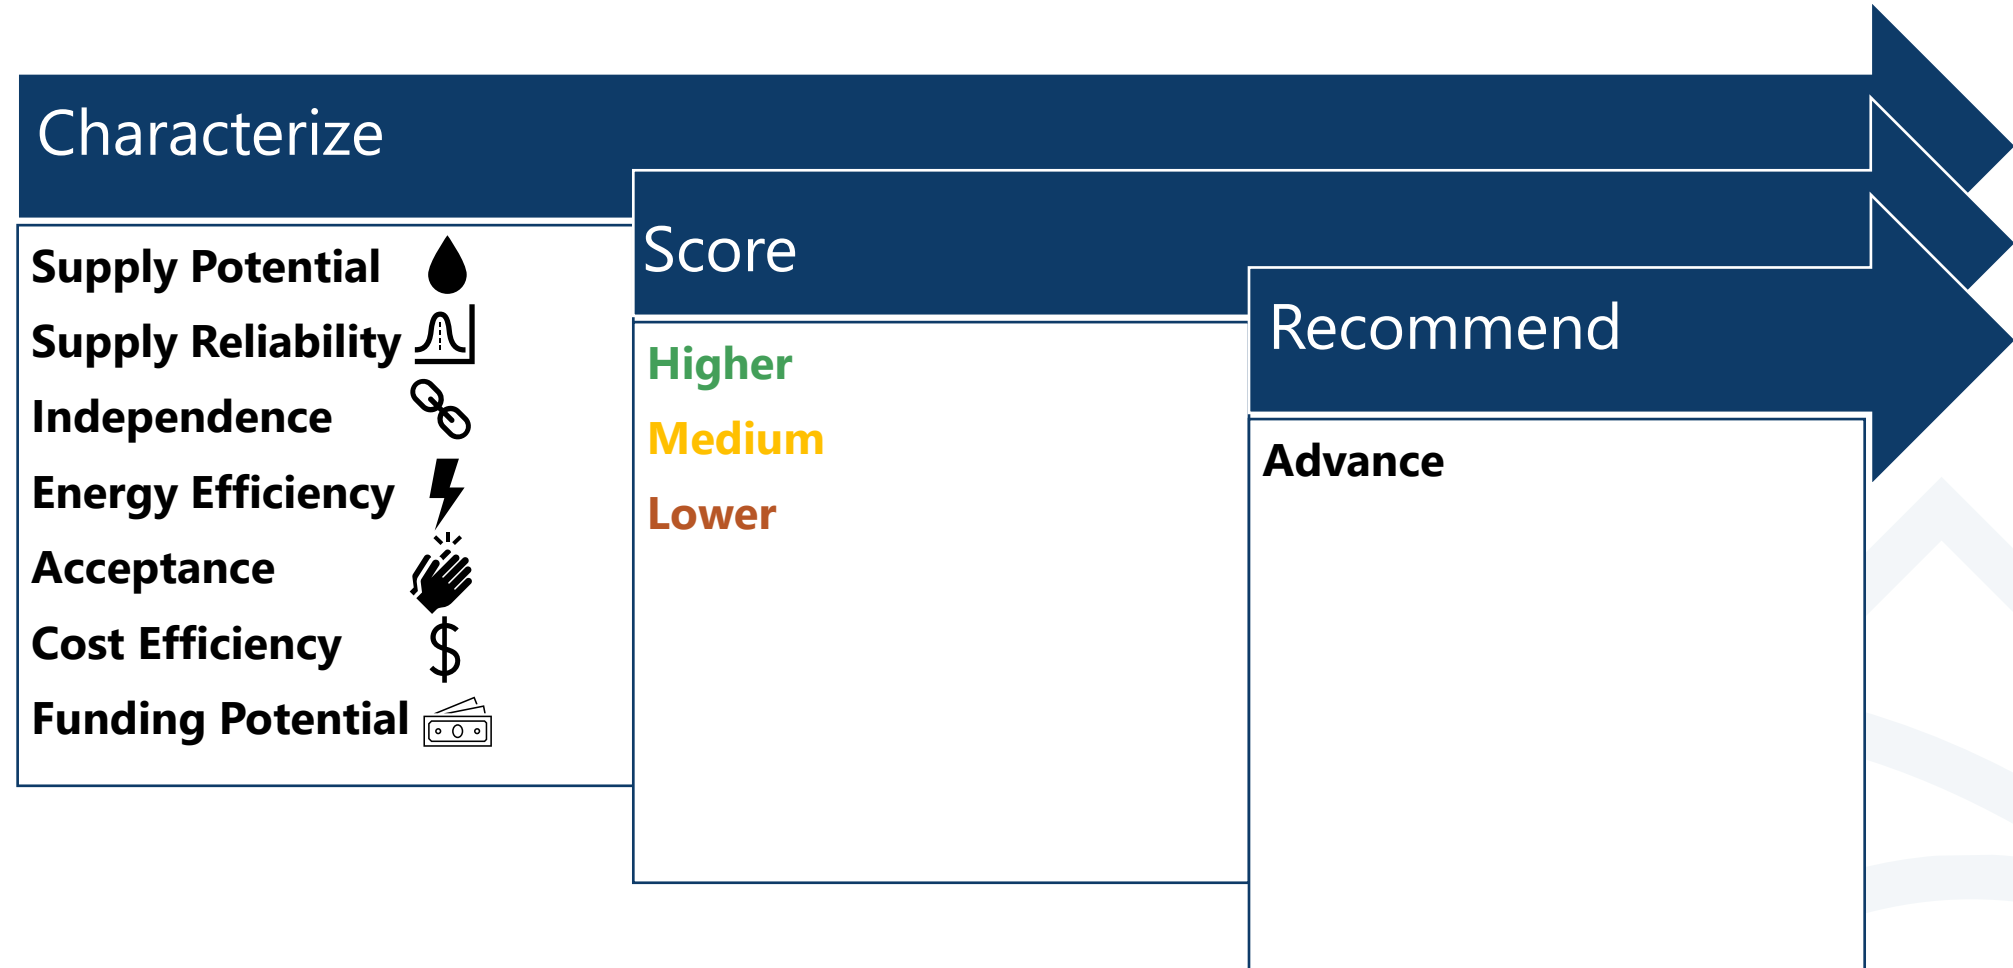 Characterize
Supply Potential
Supply Reliability
Independence
Energy Efficiency
Acceptance
Cost Efficiency
Funding Potential
Score
Higher
Medium
Lower
Recommend
Advance